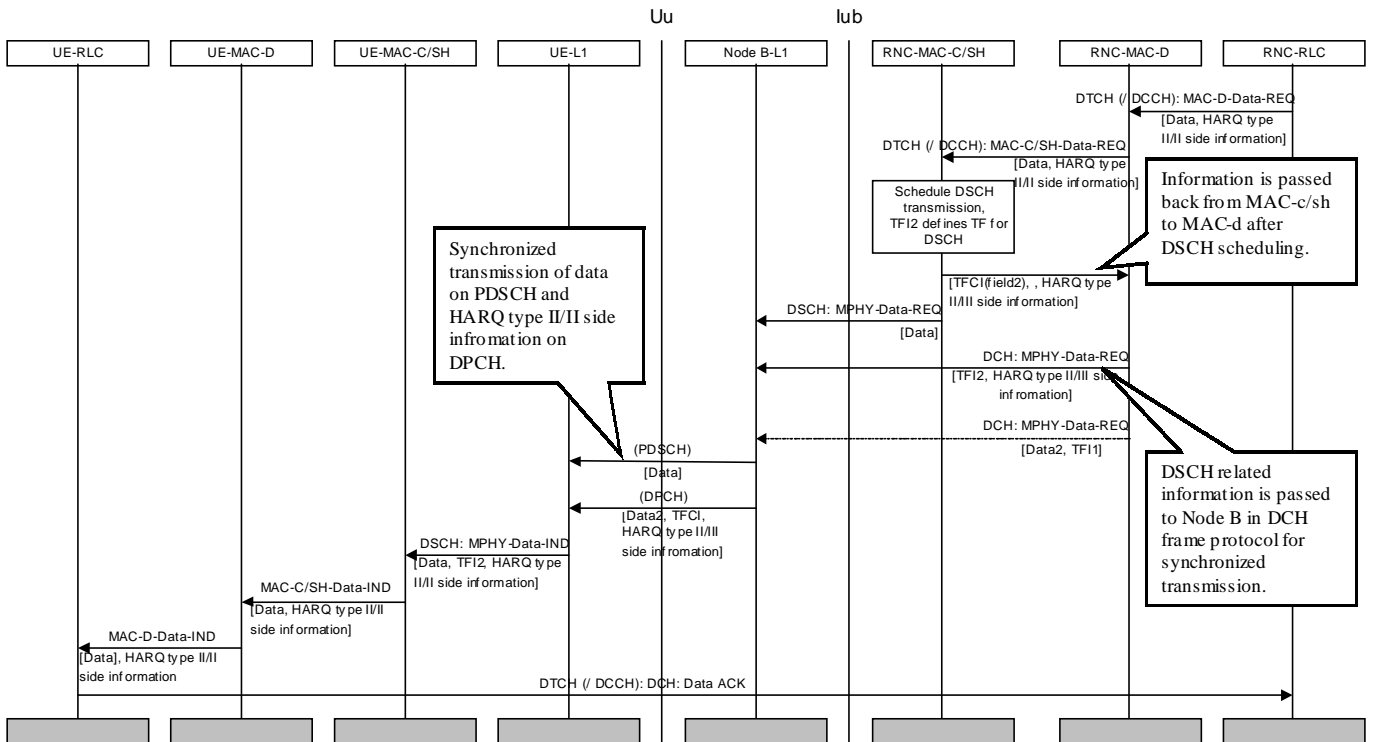 Uu
Iub
UE-RLC
UE-MAC-D
UE-MAC-C/SH
UE-L1
Node B-L1
RNC-MAC-C/SH
RNC-MAC-D
RNC-RLC
DTCH (/ DCCH): MAC-D-Data-REQ
[Data, HARQ type
II/II side information]
DTCH (/ DCCH): MAC-C/SH-Data-REQ
[Data, HARQ type
II/II side information]
Schedule DSCH
transmission,
TFI2 defines TF for
DSCH
Information is passed
back from MAC-c/sh
to MAC-d after
DSCH scheduling.
Synchronized
transmission of data
on PDSCH and
HARQ type II/II side
infromation on
DPCH.
[TFCI(field2), , HARQ type
II/III side information]
DSCH: MPHY-Data-REQ
[Data]
DCH: MPHY-Data-REQ
[TFI2, HARQ type II/III side
infromation]
DCH: MPHY-Data-REQ
[Data2, TFI1]
DSCH related
information is passed
to Node B in DCH
frame protocol for
synchronized
transmission.
(PDSCH)
[Data]
(DPCH)
[Data2, TFCI,
HARQ type II/III
side infromation]
DSCH: MPHY-Data-IND
[Data, TFI2, HARQ type
II/II side information]
MAC-C/SH-Data-IND
[Data, HARQ type II/II
side information]
MAC-D-Data-IND
[Data], HARQ type II/II
side information
DTCH (/ DCCH): DCH: Data ACK